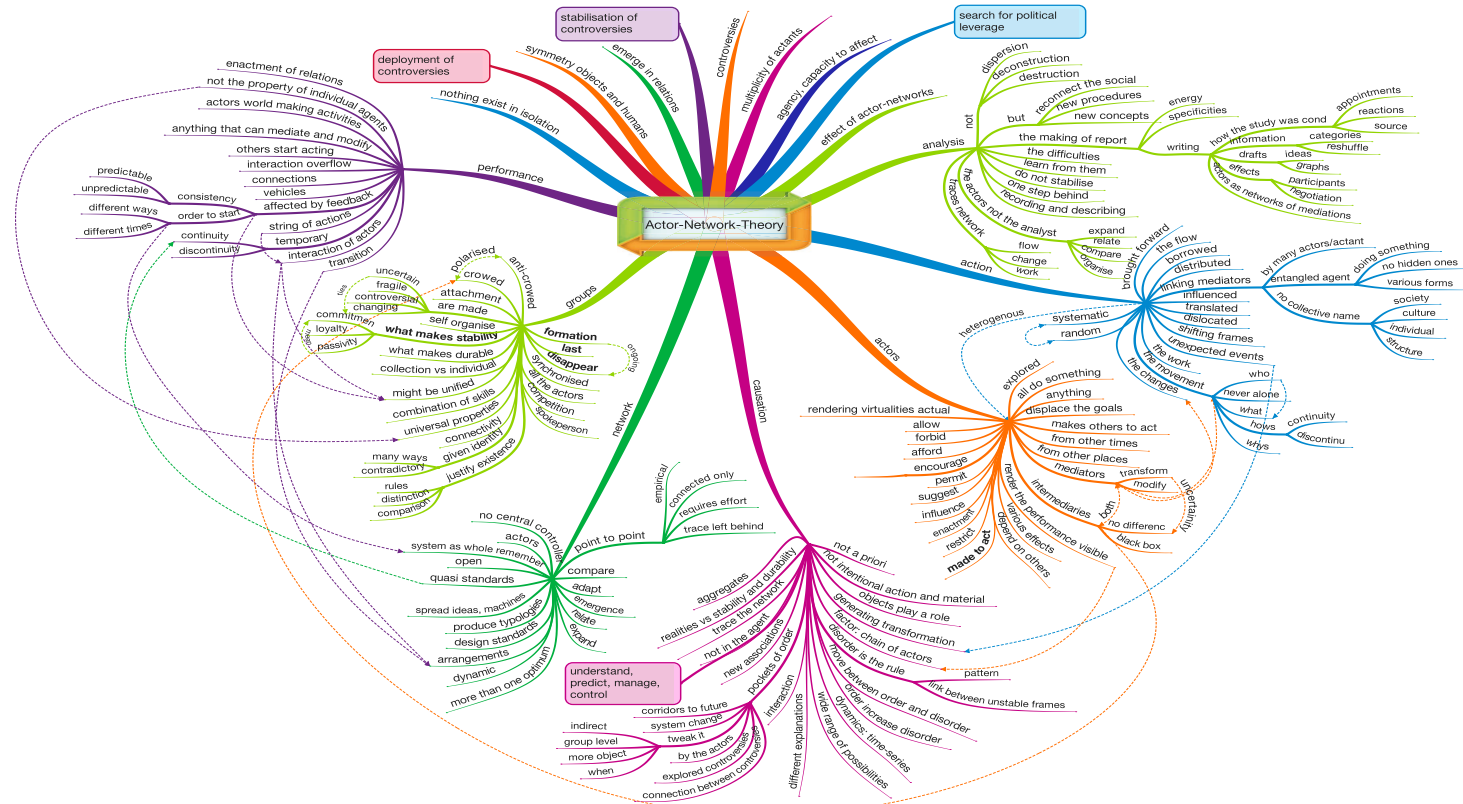 Actor-Network-Theory
stabilisation of
controversies
search for political
leverage
deployment of
controversies
nothing exist in isolation
symmetry objects and humans
emerge in relations
controversies
multiplicity of actants
agency, capacity to affect
effect of actor-networks
performance
enactment of relations
not the property of individual agents
actors world making activities
anything that can mediate and modify
others start acting
interaction overflow
connections
vehicles
affected by feedback
consistency
predictable
unpredictable
order to start
different ways
different times
string of actions
temporary
continuity
discontinuity
interaction of actors
transition
analysis
not
dispersion
deconstruction
destruction
but
reconnect the social
new procedures
new concepts
the making of report
energy
specificities
writing
how the study was cond
appointments
reactions
source
information
categories
reshuffle
drafts
ideas
graphs
effects
participants
negotiation
actors as networks of mediations
the difficulties
learn from them
do not stabilise
one step behind
recording and describing
the actors not the analyst
expand
relate
compare
organise
traces network
flow
change
work
action
brought forward
the flow
borrowed
distributed
linking mediators
by many actors/actant
entangled agent
doing something
no hidden ones
various forms
no collective name
society
culture
individual
structure
influenced
translated
dislocated
shifting frames
unexpected events
the work
movement
the changes
who
never alone
what
hows
continuity
discontinu
whys
systematic
random
heterogenous
groups
polarised
anti-crowed
crowed
attachment
are made
uncertain
fragile
controversial
changing
ties
self organise
what makes stability
commitmen
loyalty
passivity
what makes durable
collection vs individual
might be unified
combination of skills
universal properties
connectivity
given identity
many ways
contradictory
justify existence
rules
distinction
comparison
formation
last
disappear
ongoing
synchronised
all the actors
competition
spokeperson
network
no central controller
actors
system as whole remember
open
quasi standards
spread ideas, machines
produce typologies
design standards
arrangements
dynamic
more than one optimum
point to point
empirical
connected only
requires effort
trace left behind
compare
adapt
emergence
relate
expand
causation
aggregates
realities vs stability and durability
trace the network
not in the agent
understand,
predict, manage,
control
new associations
pockets of order
corridors to future
system change
tweak it
indirect
group level
more object
when
by the actors
explored controversies
connection between controversies
interaction
different explanations
wide range of possibilities
dynamics: time-series
order increase disorder
move between order and disorder
disorder is the rule
pattern
link between unstable frames
factor: chain of actors
generating transformation
objects play a role
not intentional action and material
not a priori
actors
explored
all do something
anything
displace the goals
makes others to act
from other times
from other places
mediators
transform
modify
intermediaries
both
no differenc
black box
uncertainity
render the performance visible
various effects
depend on others
rendering virtualities actual
allow
forbid
afford
encourage
permit
suggest
influence
enactment
restrict
made to act